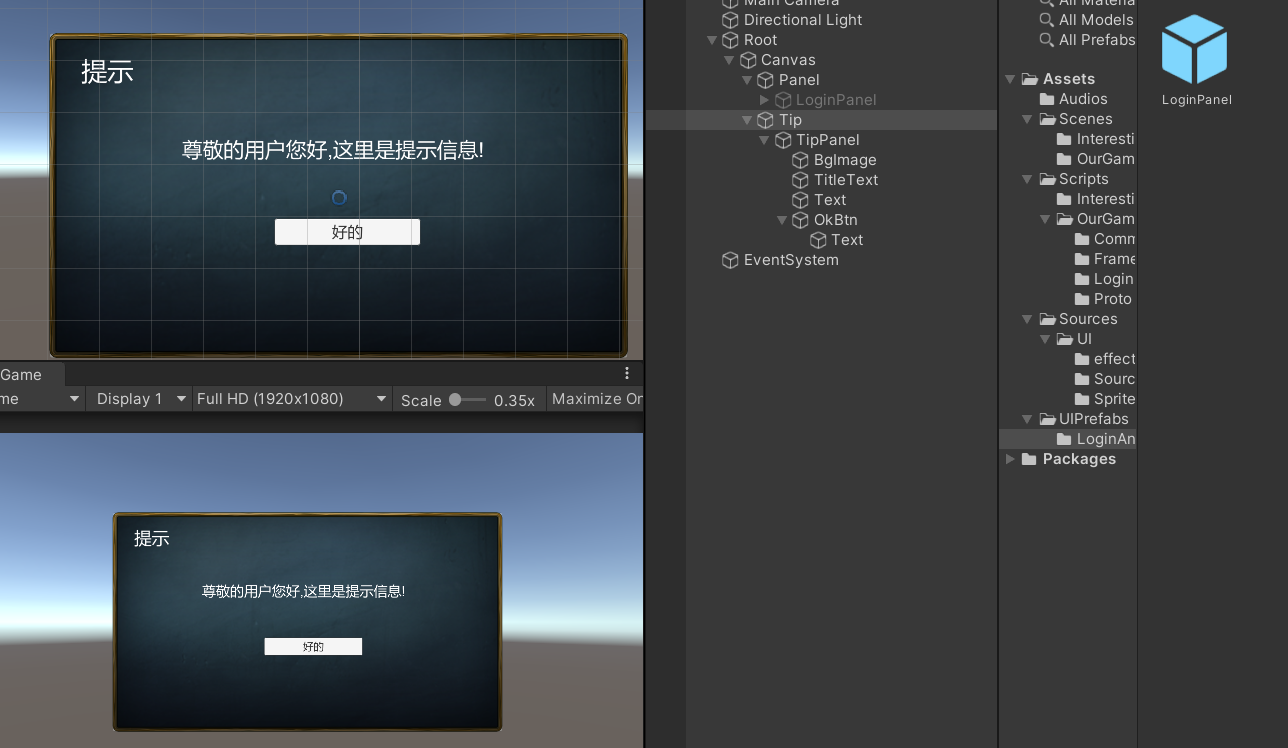 提示
尊敬的用户您好,这里是提示信息!
好的
Game
me
Display 1
Full HD (1920x1080)
Scale
0.35x
Maximize On
提示
尊敬的用户您好,这里是提示信息!
好的
Main Camera
Directional Light
Root
Canvas
Panel
LoginPanel
Tip
TipPanel
BgImage
TitleText
Text
OkBtn
Text
EventSystem
All Materia
All Models
All Prefabs
Assets
Audios
Scenes
Interesti
OurGam
Scripts
Interesti
OurGam
Comm
Frame
Login
Proto
Sources
UI
effect
Sourc
Sprite
UIPrefabs
LoginAn
Packages
LoginPanel